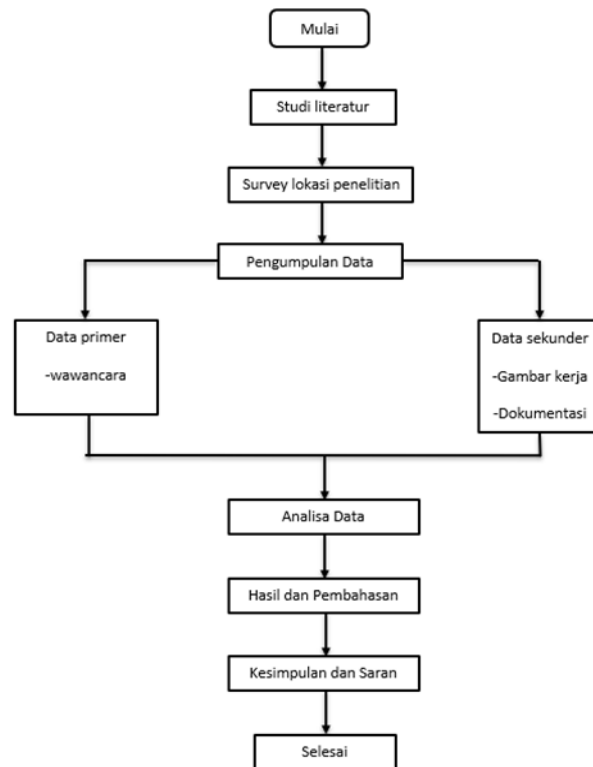 Mulai
Studi literatur
Survey lokasi penelitian
Pengumpulan Data
Data primer
-wawancara
Data sekunder
-Gambar kerja
-Dokumentasi
Analisa Data
Hasil dan Pembahasan
Kesimpulan dan Saran
Selesai